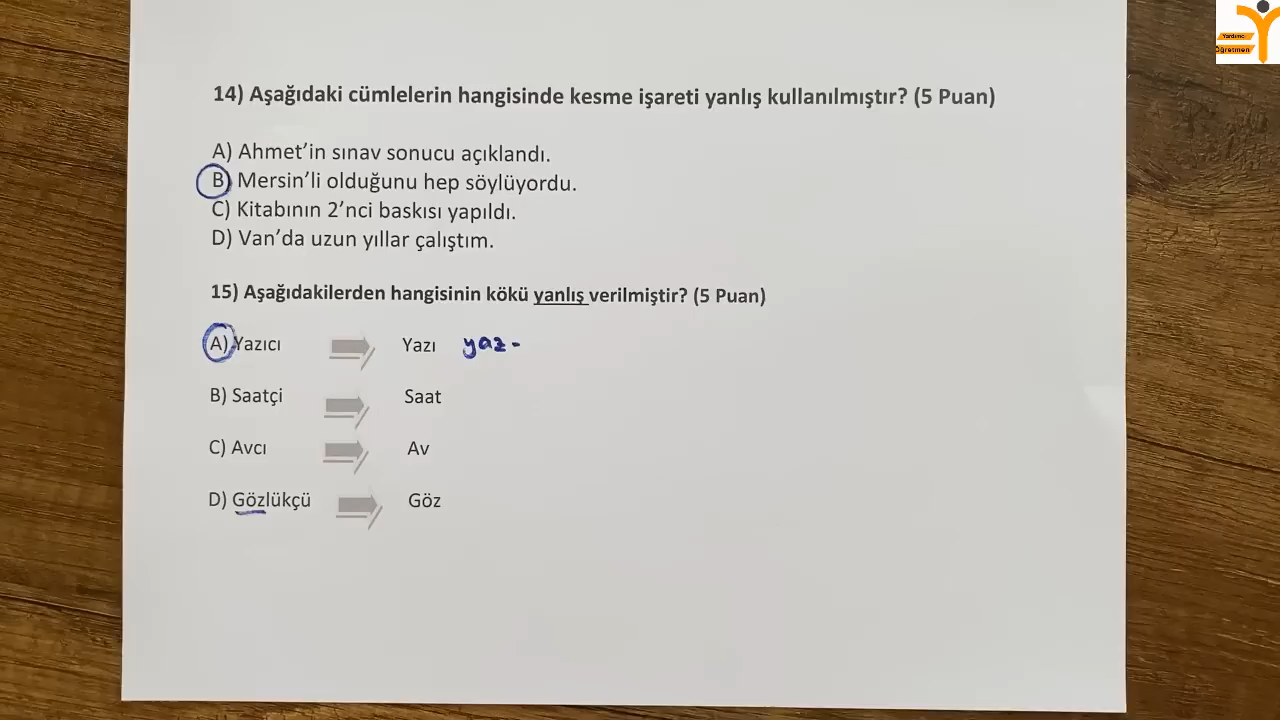 Yardımcı
Öğretmen
14) Aşağıdaki cümlelerin hangisinde kesme işareti yanlış kullanılmıştır? (5 Puan)
A) Ahmet’in sınav sonucu açıklandı.
B) Mersin’li olduğunu hep söylüyordu.
C) Kitabının 2’nci baskısı yapıldı.
D) Van’da uzun yıllar çalıştım.
15) Aşağıdakilerden hangisinin kökü yanlış verilmiştir? (5 Puan)
A) Yazıcı Yazı yaz-
B) Saatçi Saat
C) Avcı Av
D) Gözlükçü Göz